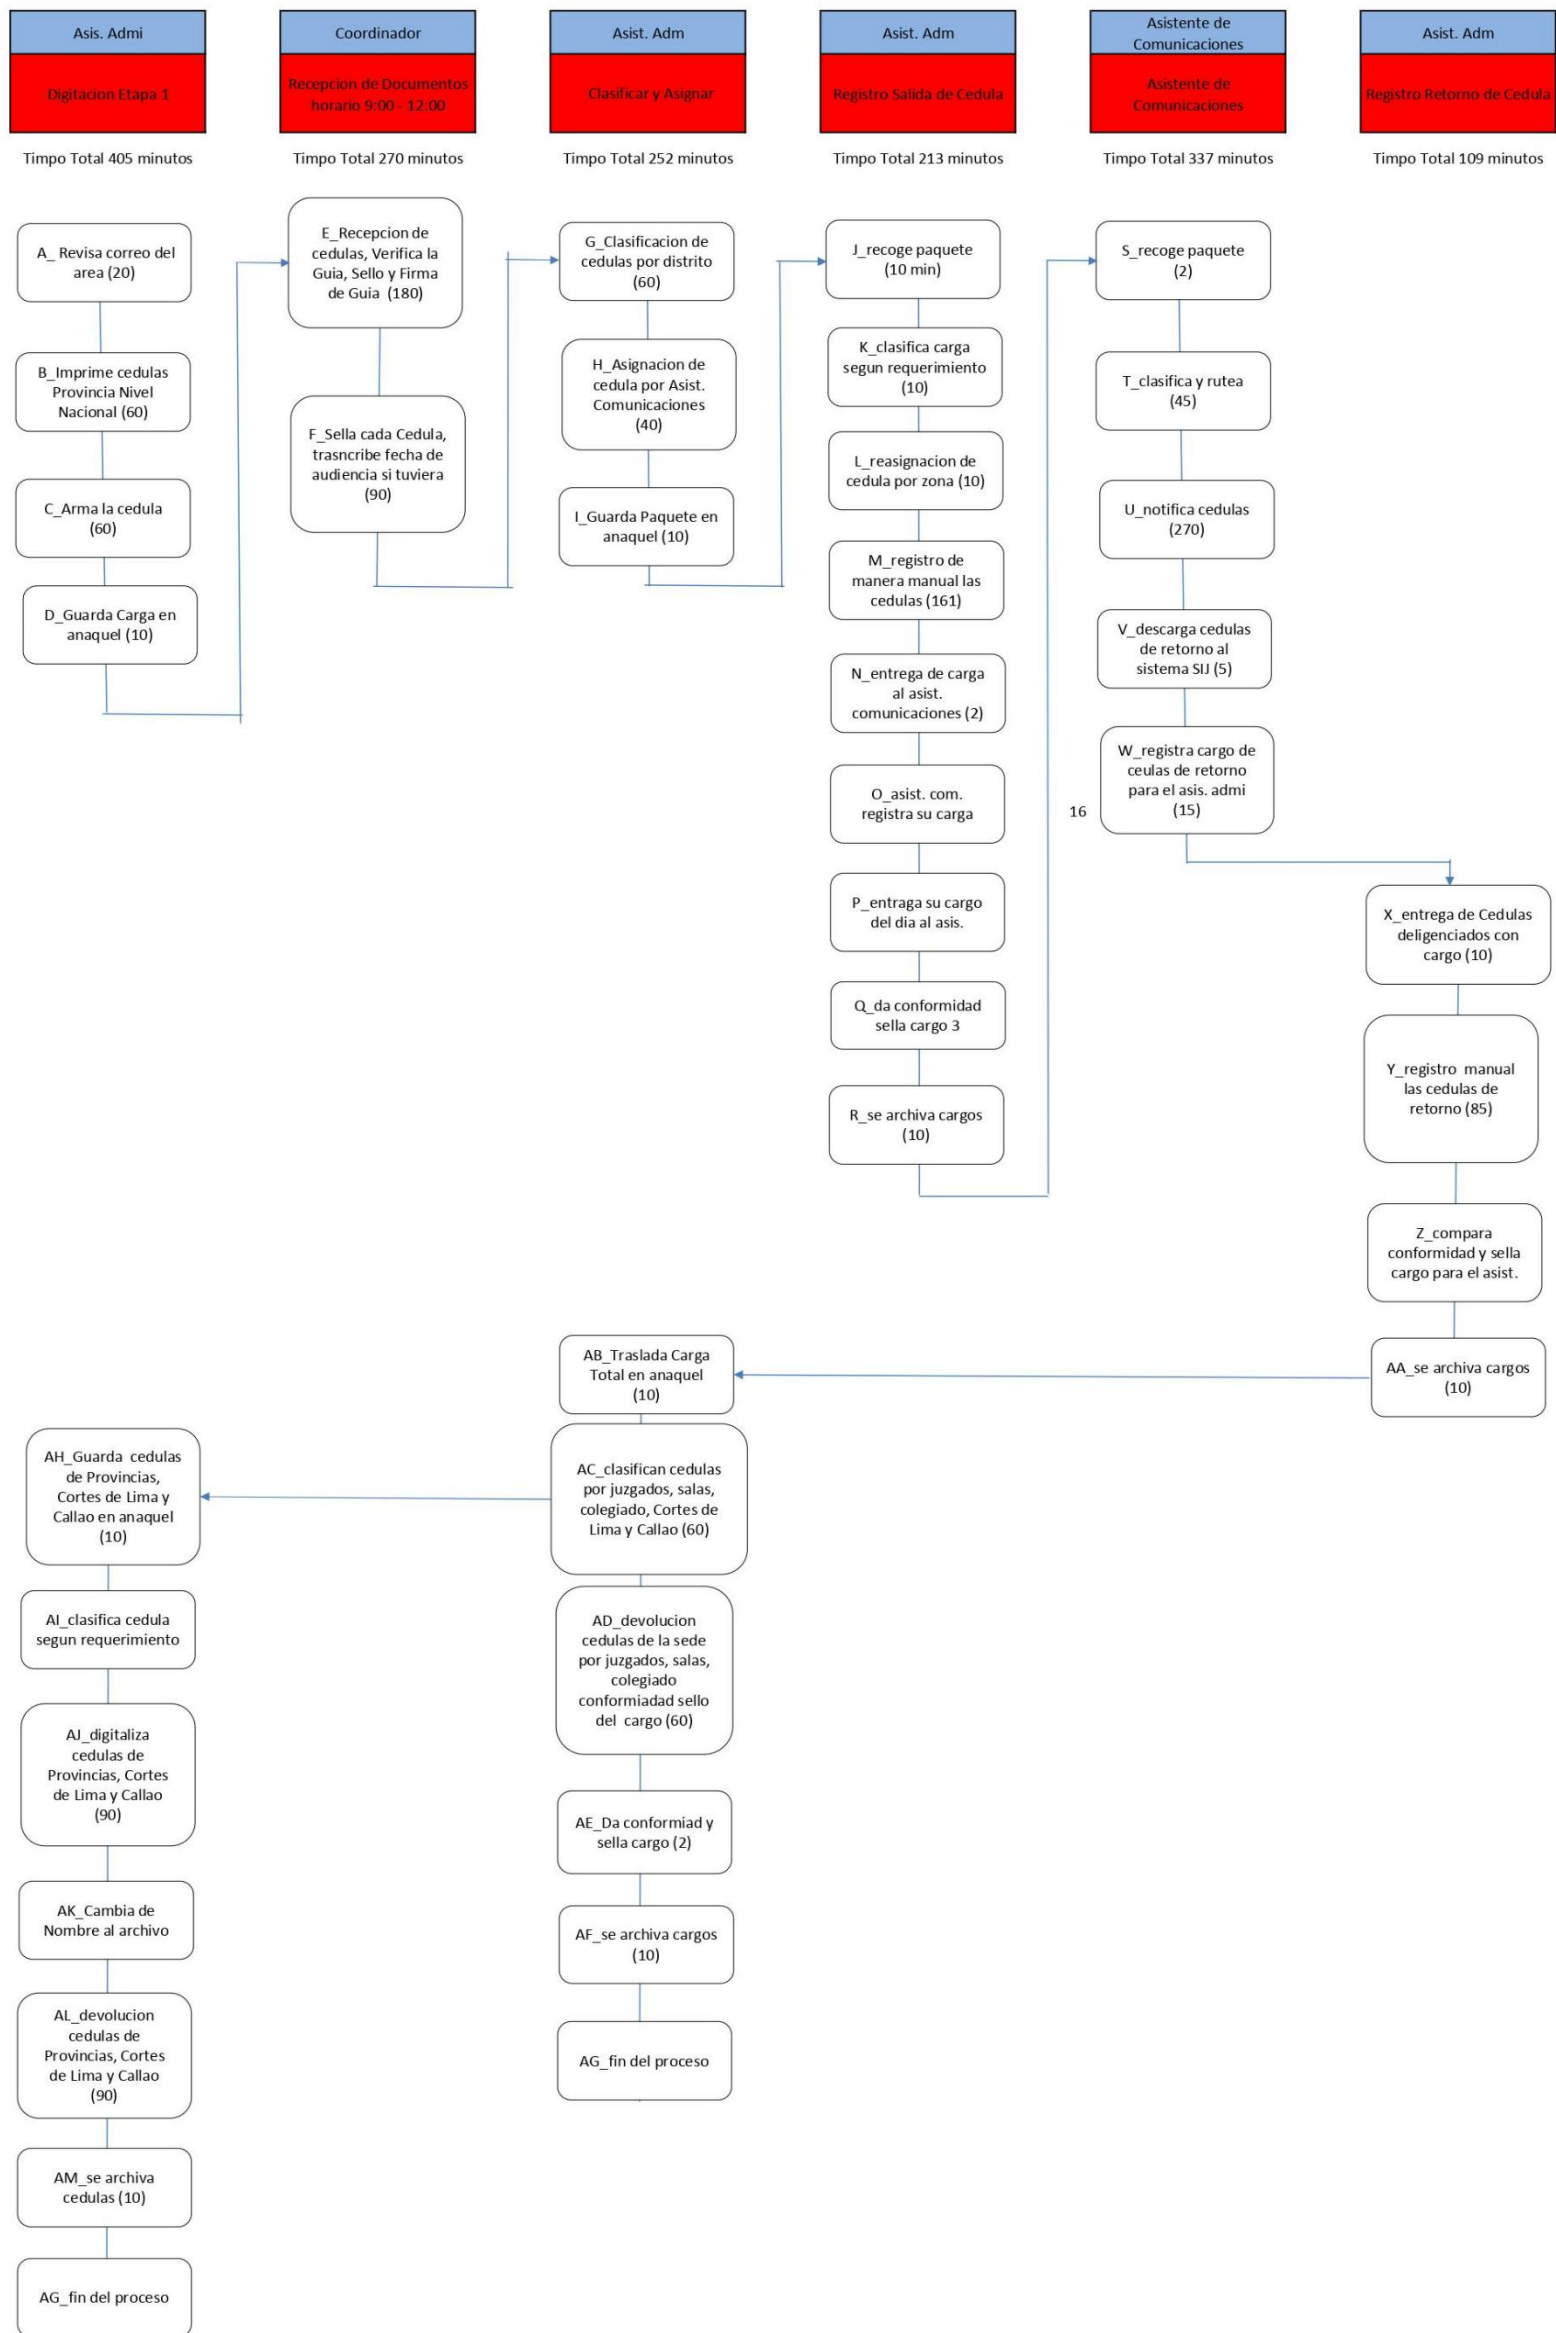 Asis. Admi
Digitacion Etapa 1
Timpo Total 405 minutos
Coordinador
Recepcion de Documentos
horario 9:00 - 12:00
Timpo Total 270 minutos
Asist. Adm
Clasificar y Asignar
Timpo Total 252 minutos
Asist. Adm
Registro Salida de Cedula
Timpo Total 213 minutos
Asistente de
Comunicaciones
Asistente de
Comunicaciones
Timpo Total 337 minutos
Asist. Adm
Registro Retorno de Cedula
Timpo Total 109 minutos
A_ Revisa correo del
area (20)
B_Imprime cedulas
Provincia Nivel
Nacional (60)
C_Arma la cedula
(60)
D_Guarda Carga en
anaquel (10)
E_Recepcion de
cedulas, Verifica la
Guia, Sello y Firma
de Guia (180)
F_Sella cada Cedula,
trasncribe fecha de
audiencia si tuviera
(90)
G_Clasificacion de
cedulas por distrito
(60)
H_Asignacion de
cedula por Asist.
Comunicaciones
(40)
I_Guarda Paquete en
anaquel (10)
J_recoge paquete
(10 min)
K_clasifica carga
segun requerimiento
(10)
L_reasignacion de
cedula por zona (10)
M_registro de
manera manual las
cedulas (161)
N_entrega de carga
al asist.
comunicaciones (2)
O_asist. com.
registra su carga
P_entraga su cargo
del dia al asis.
Q_da conformidad
sella cargo 3
R_se archiva cargos
(10)
S_recoge paquete
(2)
T_clasifica y rutea
(45)
U_notifica cedulas
(270)
V_descarga cedulas
de retorno al
sistema SIJ (5)
W_registra cargo de
ceulas de retorno
para el asis. admi
(15)
16
X_entrega de Cedulas
deligenciados con
cargo (10)
Y_registro manual
las cedulas de
retorno (85)
Z_compara
conformidad y sella
cargo para el asist.
AA_se archiva cargos
(10)
AB_Traslada Carga
Total en anaquel
(10)
AC_clasifican cedulas
por juzgados, salas,
colegiado, Cortes de
Lima y Callao (60)
AD_devolucion
cedulas de la sede
por juzgados, salas,
colegiado
conformiadad sello
del cargo (60)
AE_Da conformiad y
sella cargo (2)
AF_se archiva cargos
(10)
AG_fin del proceso
AH_Guarda cedulas
de Provincias,
Cortes de Lima y
Callao en anaquel
(10)
AI_clasifica cedula
segun requerimiento
AJ_digitaliza
cedulas de
Provincias, Cortes
de Lima y Callao
(90)
AK_Cambia de
Nombre al archivo
AL_devolucion
cedulas de
Provincias, Cortes
de Lima y Callao
(90)
AM_se archiva
cedulas (10)
AG_fin del proceso